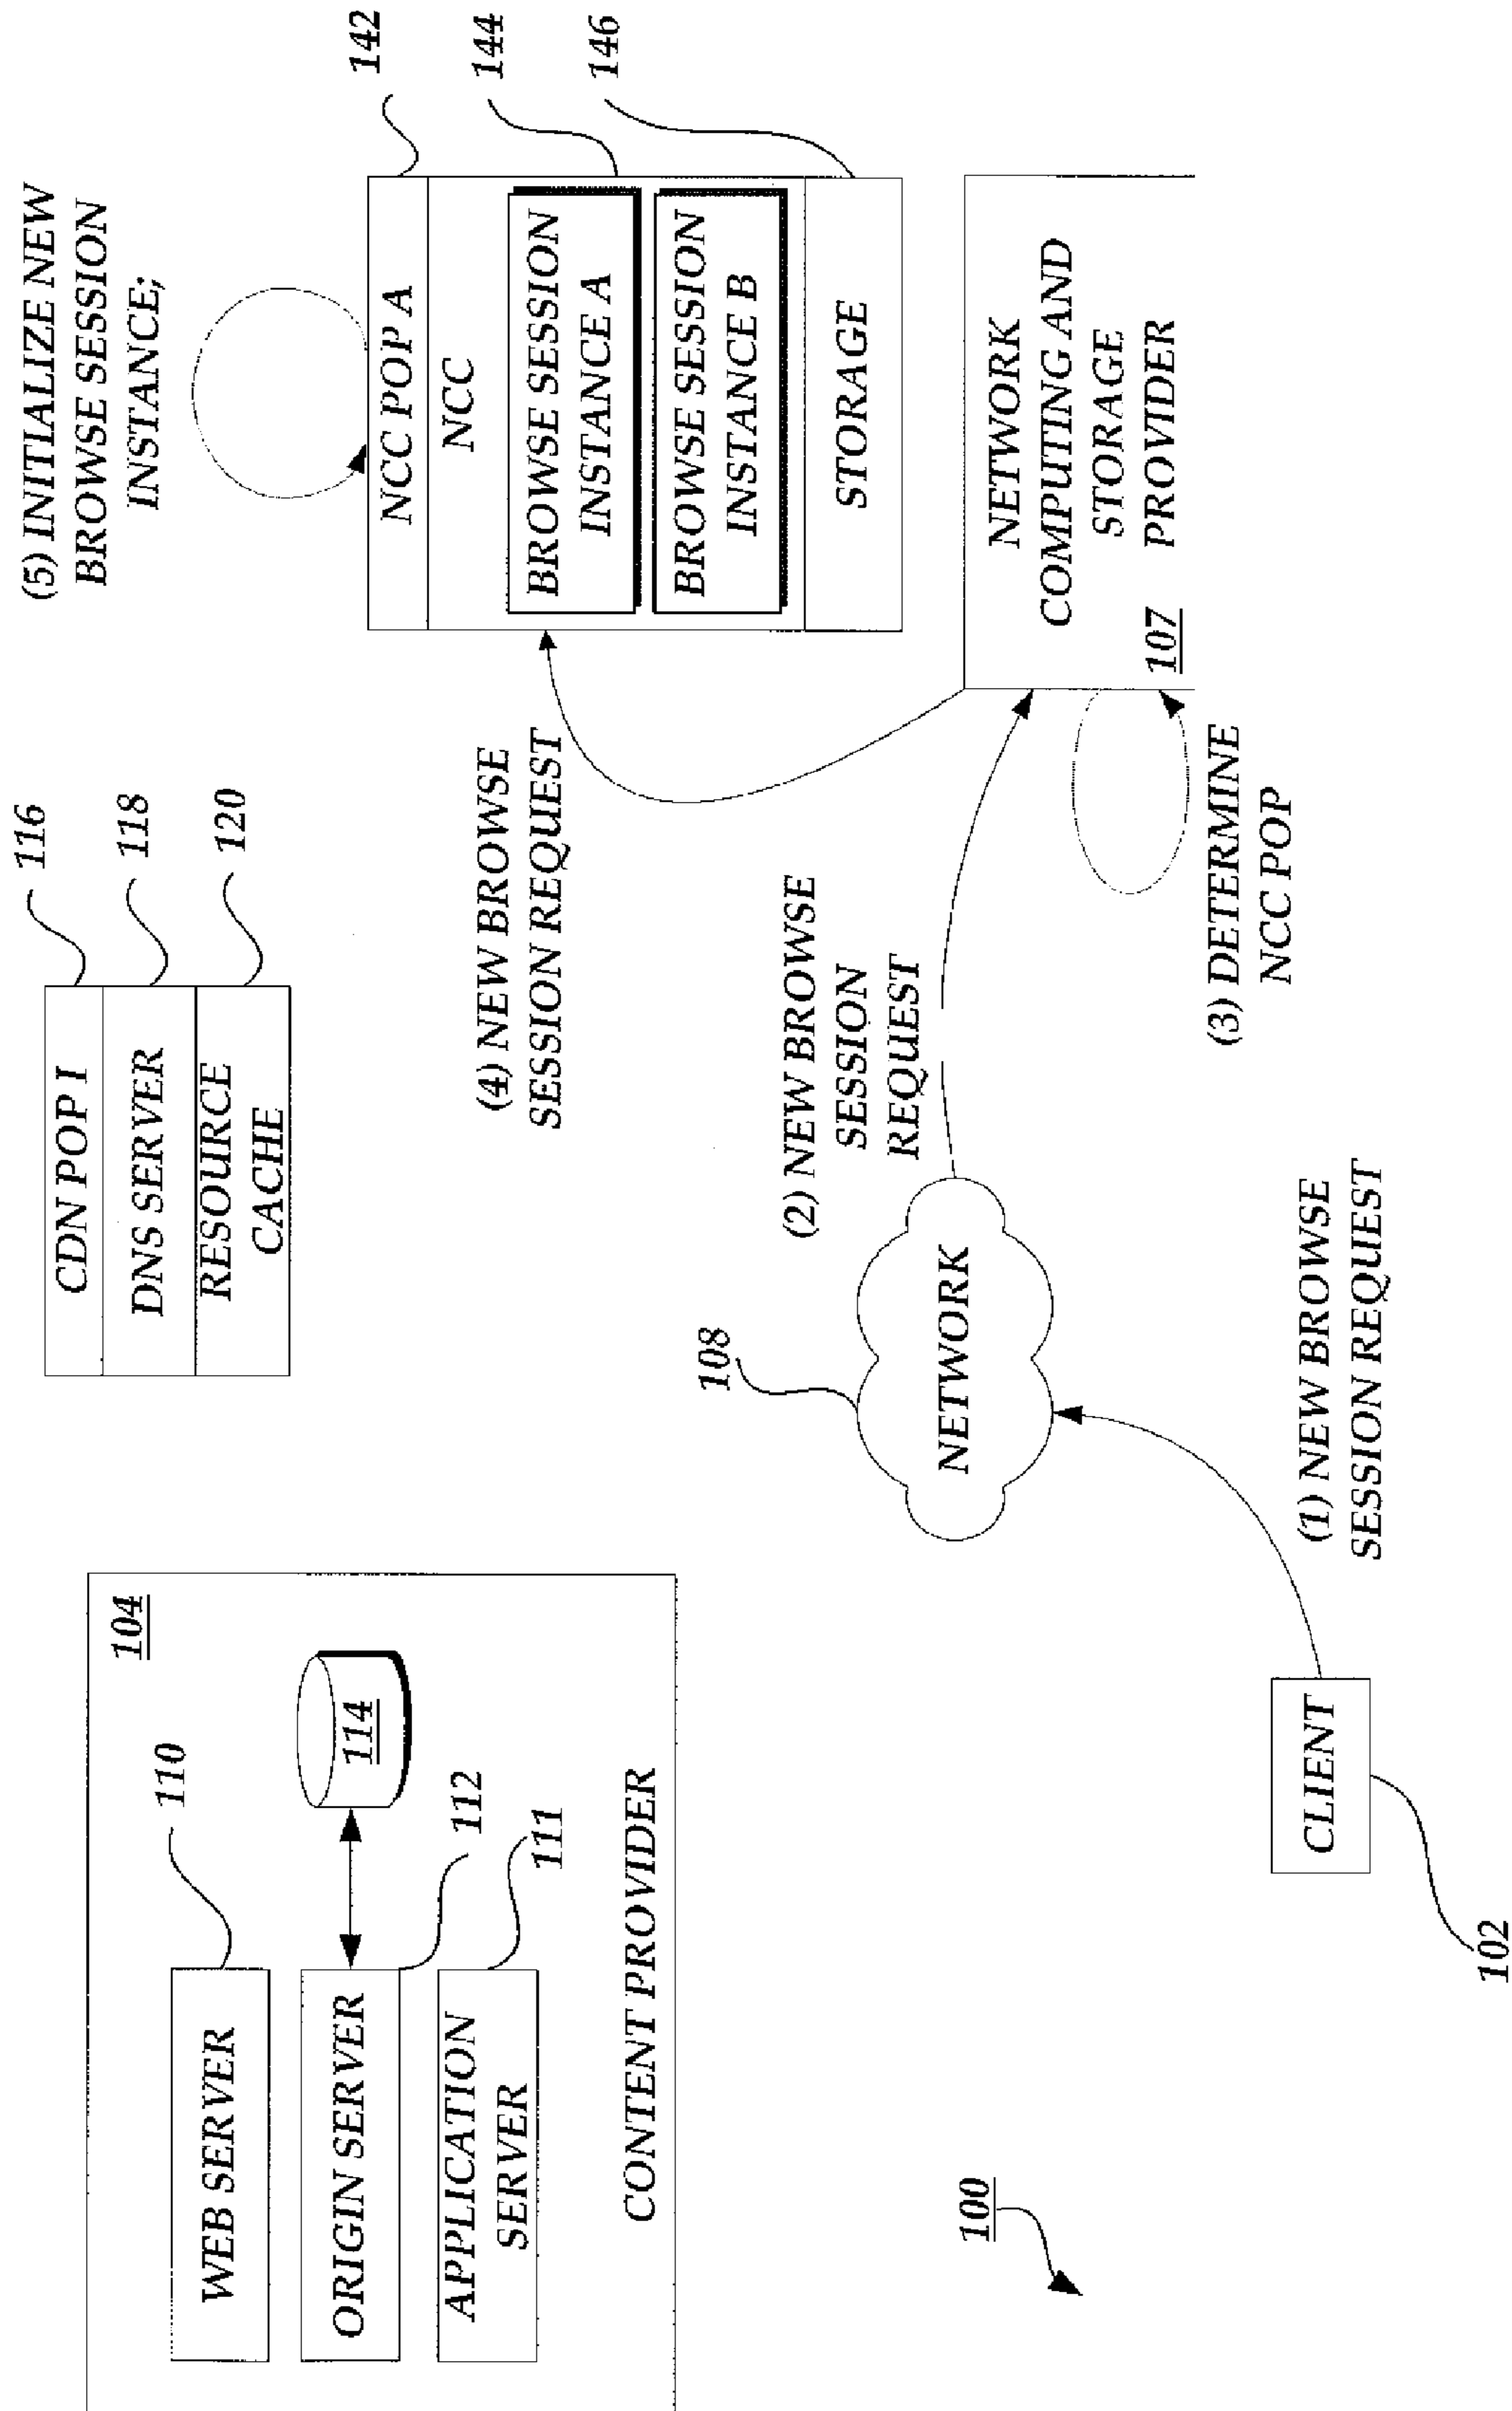 104
110
WEB SERVER
ORIGIN SERVER
114
112
APPLICATION
SERVER
111
CONTENT PROVIDER
CDN POP I
DNS SERVER
RESOURCE
CACHE
116
118
120
(5) INITIALIZE NEW
BROWSE SESSION
INSTANCE;
NCC POP A
NCC
BROWSE SESSION
INSTANCE A
BROWSE SESSION
INSTANCE B
STORAGE
142
144
146
(4) NEW BROWSE
SESSION REQUEST
(2) NEW BROWSE
SESSION
REQUEST
108
NETWORK
NETWORK
COMPUTING AND
STORAGE
PROVIDER
107
(3) DETERMINE
NCC POP
(1) NEW BROWSE
SESSION REQUEST
CLIENT
102
100